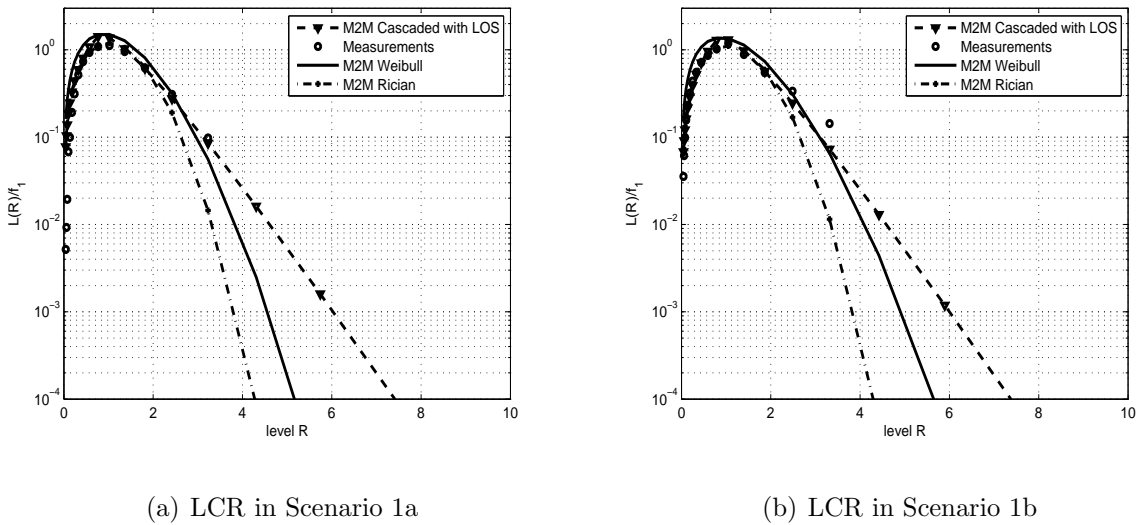 M2M Cascaded with LOS
Measurements
M2M Weibull
M2M Rician
10^0
10^-1
10^-2
10^-3
10^-4
L(R)/f_1
0 2 4 6 8 10
level R
(a) LCR in Scenario 1a
M2M Cascaded with LOS
Measurements
M2M Weibull
M2M Rician
10^0
10^-1
10^-2
10^-3
10^-4
L(R)/f_1
0 2 4 6 8 10
level R
(b) LCR in Scenario 1b